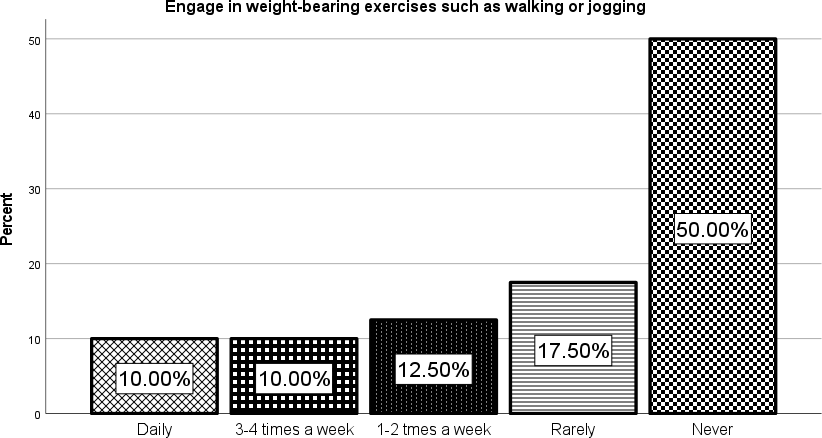 Engage in weight-bearing exercises such as walking or jogging
50
40
30
20
10
0
Percent
10.00%
10.00%
12.50%
17.50%
50.00%
Daily
3-4 times a week
1-2 tmes a week
Rarely
Never